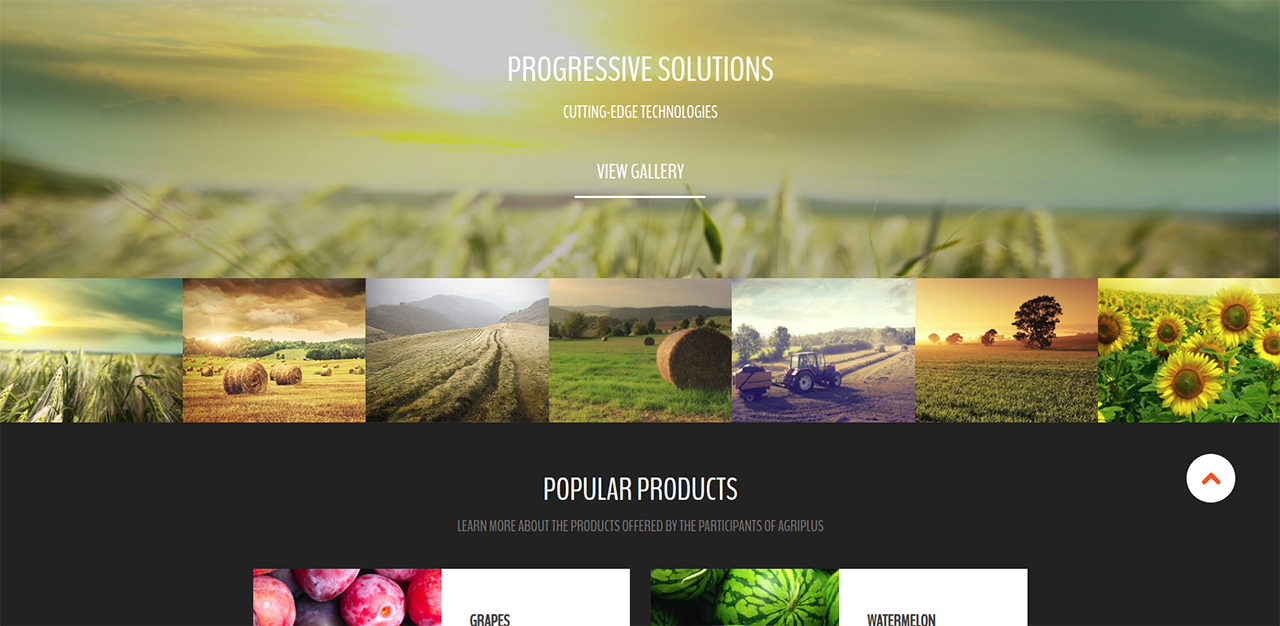 PROGRESSIVE SOLUTIONS
CUTTING-EDGE TECHNOLOGIES
VIEW GALLERY
POPULAR PRODUCTS
LEARN MORE ABOUT THE PRODUCTS OFFERED BY THE PARTICIPANTS OF AGRIPLUS
GRAPES
WATERMELON